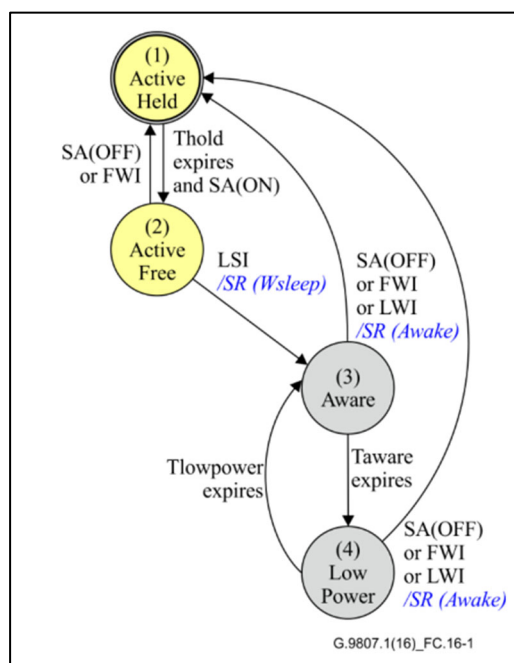 (1)
Active
Held
SA(OFF)
or FWI
Thold
expires
and SA(ON)
(2)
Active
Free
LSI
/SR (Wsleep)
SA(OFF)
or FWI
or LWI
/SR (Awake)
(3)
Aware
Tlowpower
expires
Taware
expires
(4)
Low
Power
SA(OFF)
or FWI
or LWI
/SR (Awake)
G.9807.1(16)_FC.16-1